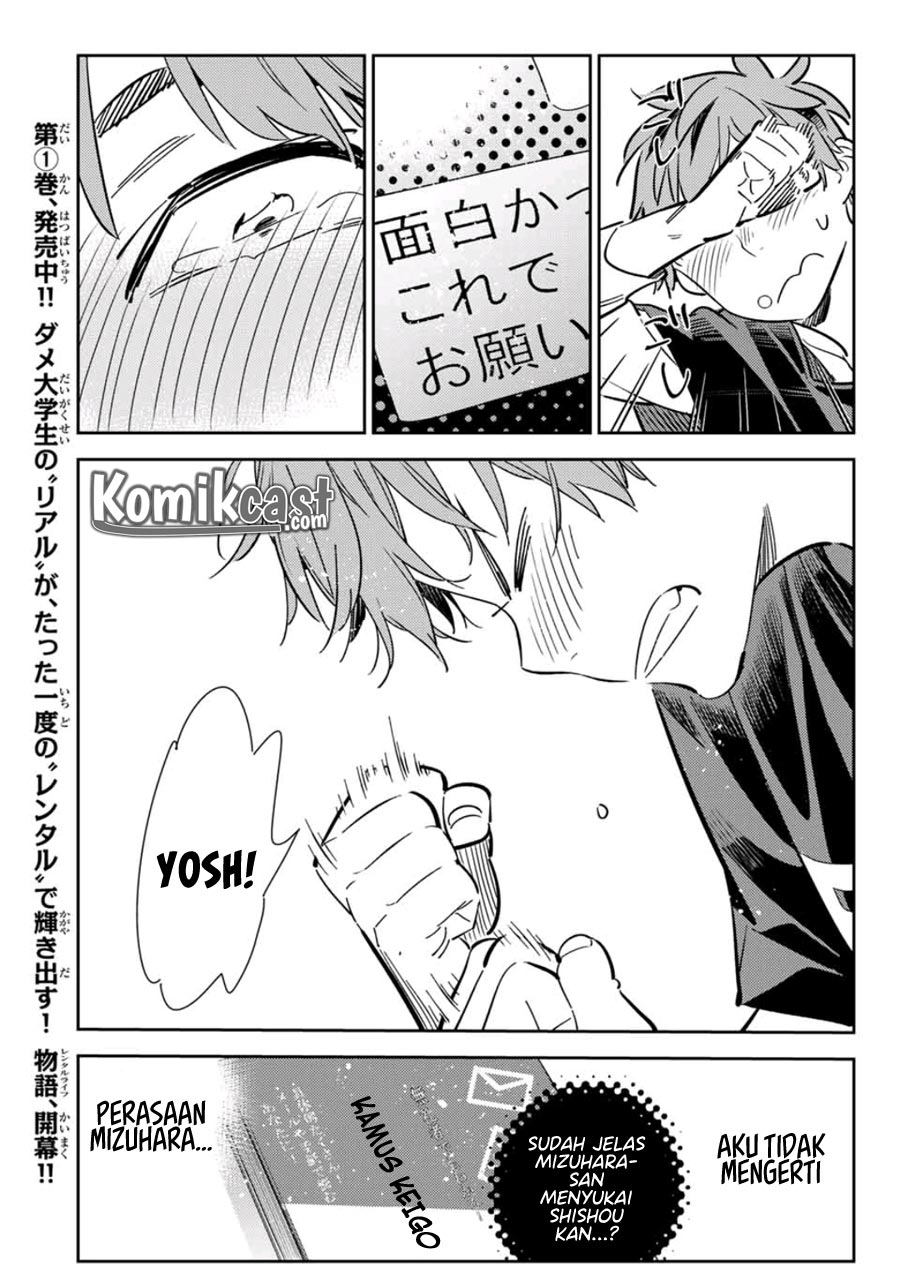 面白かっ
これで
お願い
Komikcast
.com
YOSH!
AKU TIDAK
MENGERTI
SUDAH JELAS
MIZUHARA-
SAN
MENYUKAI
SHISHOU
KAN...?
KAMUS KEIGO
PERASAAN
MIZUHARA...
第①巻、発売中!! ダメ大学生の〝リアル〟が、たった一度の〝レンタル〟で輝き出す! 物語、開幕!!